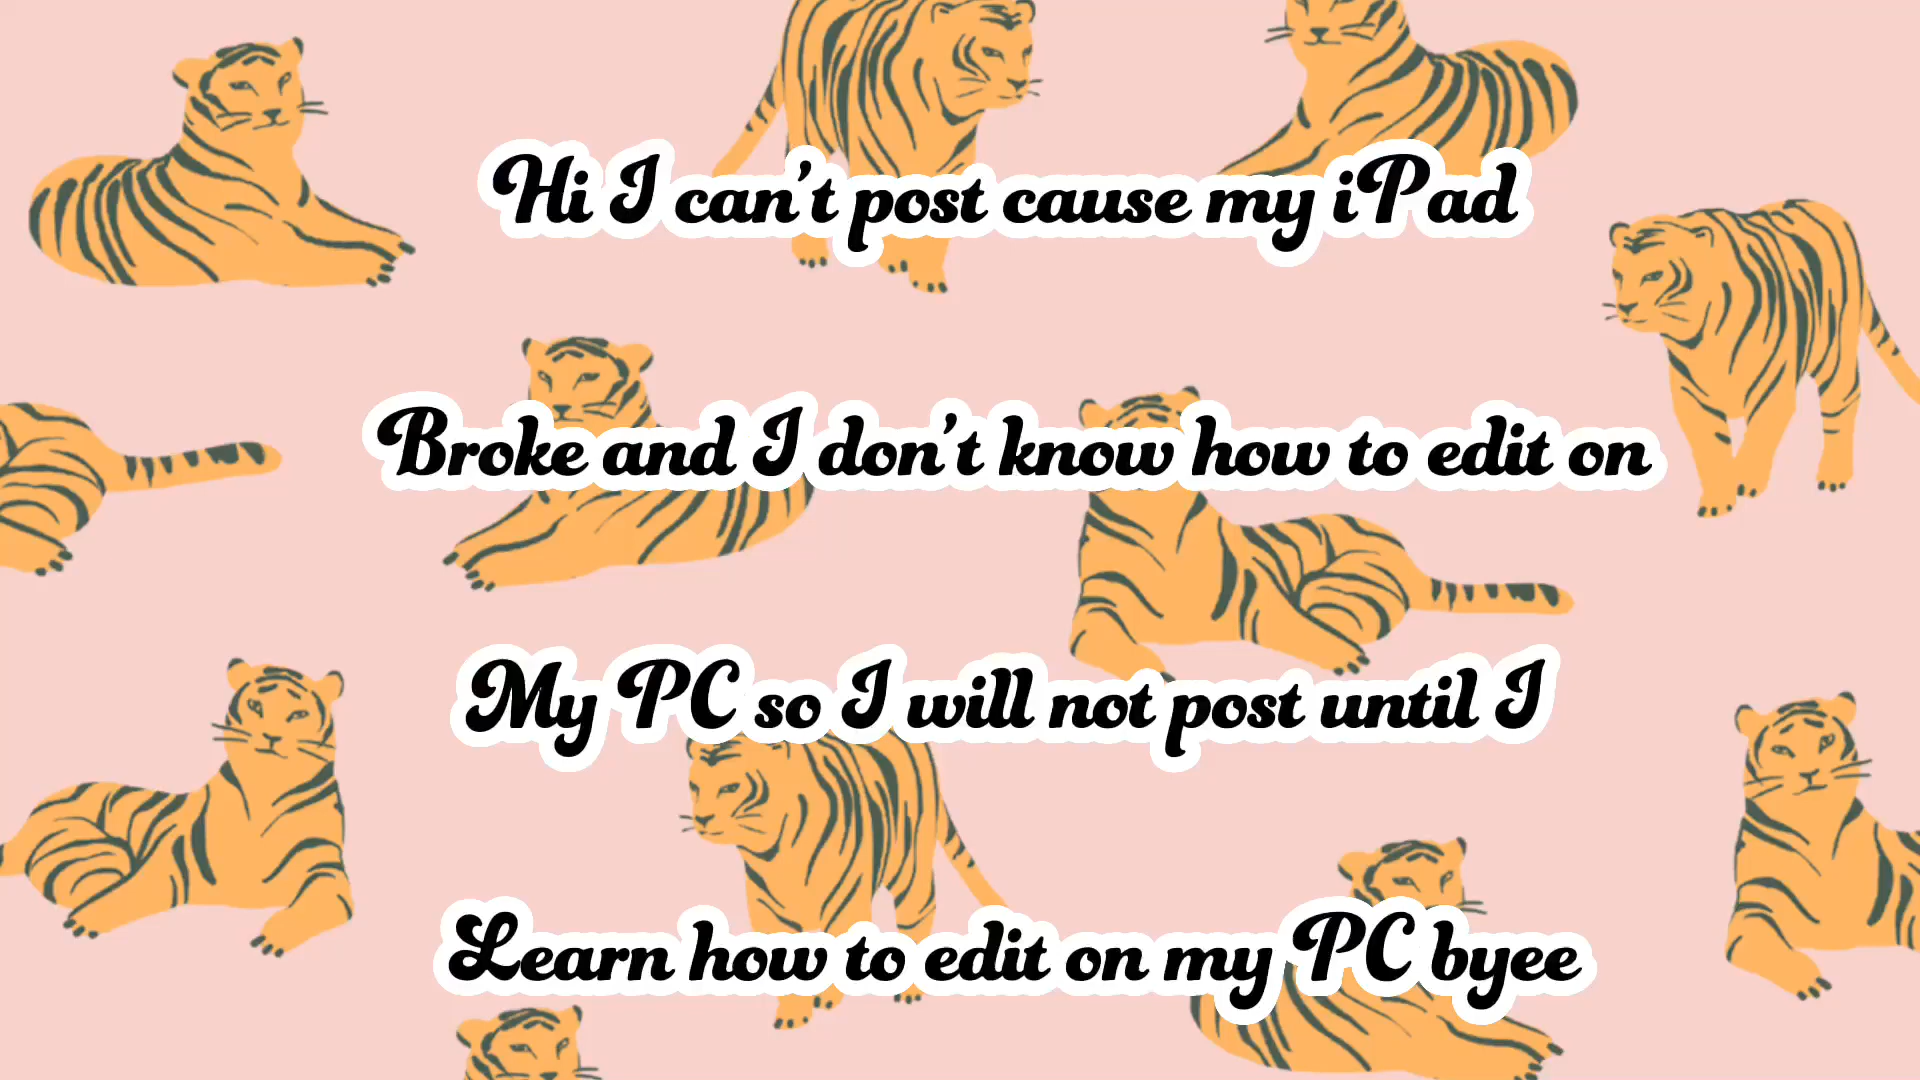 Hi I can't post cause my iPad
Broke and I don't know how to edit on
My PC so I will not post until I
Learn how to edit on my PC byee